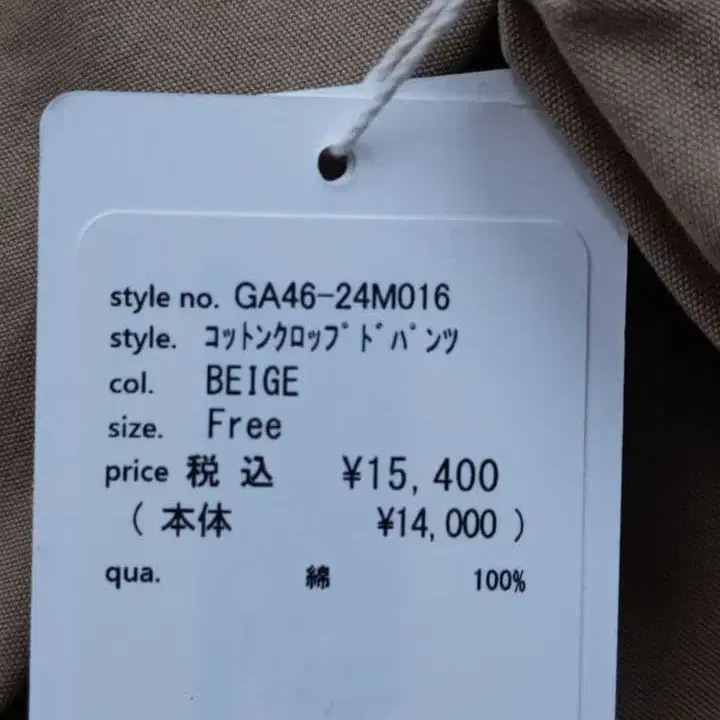 style no. GA46-24M016
style. ｺｯﾄﾝｸﾛｯﾌﾟﾄﾞﾊﾟﾝﾂ
col. BEIGE
size. Free
price 税 込 ¥15,400
( 本体 ¥14,000 )
qua. 綿 100%